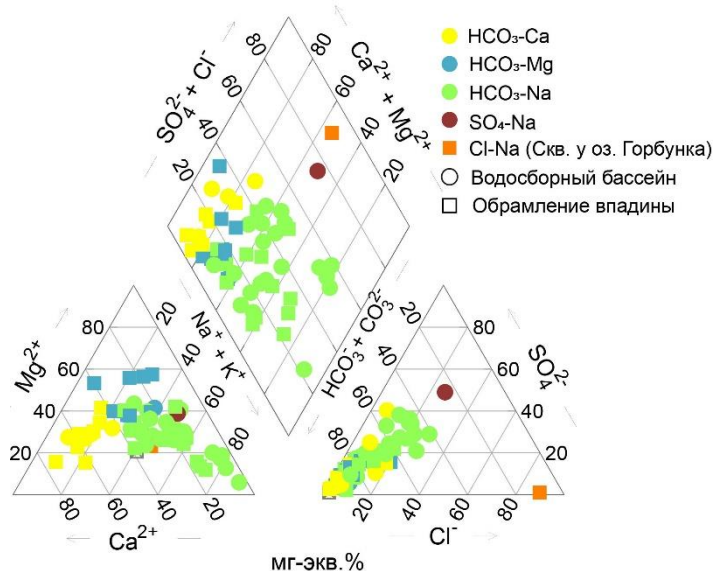 80
80
60
60
40
40
20
20
SO₄²⁻ + Cl⁻
Ca²⁺ + Mg²⁺
HCO₃-Ca
HCO₃-Mg
HCO₃-Na
SO₄-Na
Cl-Na (Скв. у оз. Горбунка)
Водосборный бассейн
Обрамление впадины
Na⁺ + K⁺
HCO₃⁻ + CO₃²⁻
Mg²⁺
SO₄²⁻
80
60
40
20
20
40
60
80
80
60
40
20
Ca²⁺
80
60
40
20
20
40
60
80
20
40
60
80
Cl⁻
мг-экв.%